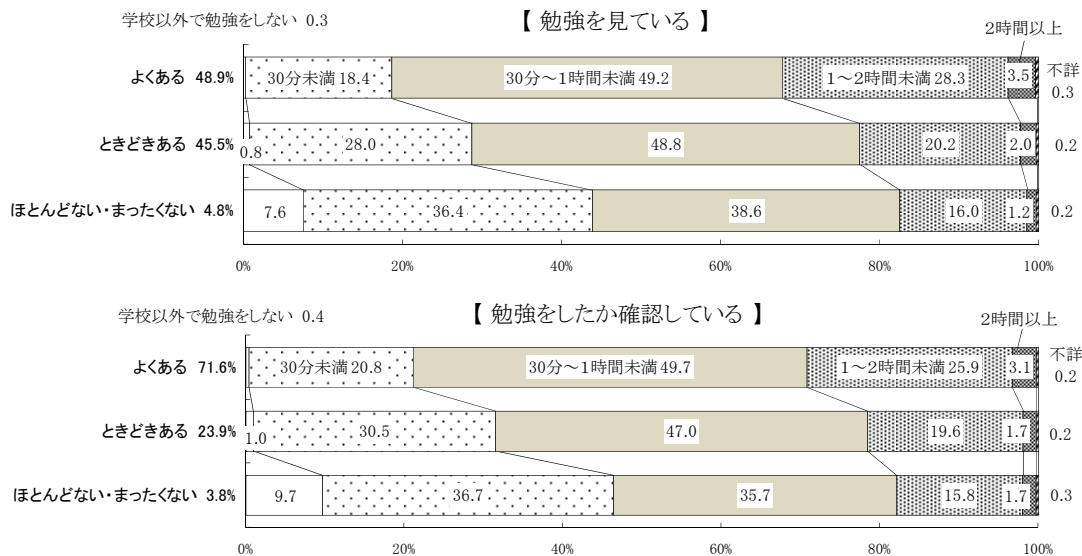 学校以外で勉強をしない 0.3
【 勉強を見ている 】
2時間以上
よくある 48.9%
30分未満 18.4
30分～1時間未満 49.2
1～2時間未満 28.3
3.5
不詳
0.3
ときどきある 45.5%
0.8
28.0
48.8
20.2
2.0
0.2
ほとんどない・まったくない 4.8%
7.6
36.4
38.6
16.0
1.2
0.2
0%
20%
40%
60%
80%
100%
学校以外で勉強をしない 0.4
【 勉強をしたか確認している 】
2時間以上
よくある 71.6%
30分未満 20.8
30分～1時間未満 49.7
1～2時間未満 25.9
3.1
不詳
0.2
ときどきある 23.9%
1.0
30.5
47.0
19.6
1.7
0.2
ほとんどない・まったくない 3.8%
9.7
36.7
35.7
15.8
1.7
0.3
0%
20%
40%
60%
80%
100%